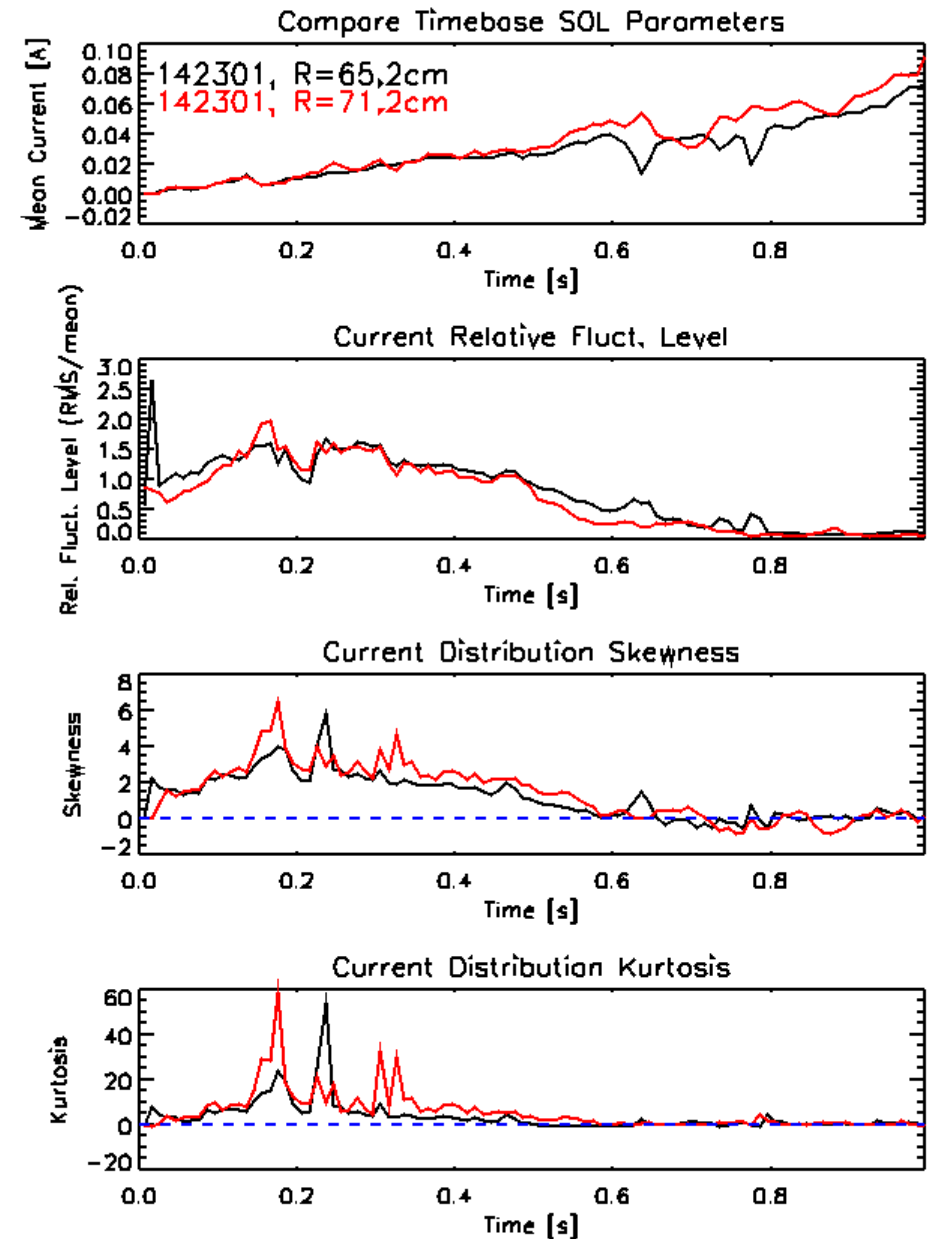 Compare Timebase SOL Parameters
Mean Current [A]
0.10
0.08
0.06
0.04
0.02
0.00
-0.02
142301, R=65,2cm
142301, R=71,2cm
0.0 0.2 0.4 0.6 0.8
Time [s]
Current Relative Fluct. Level
Rel. Fluct. Level (RMS/mean)
3.0
2.5
2.0
1.5
1.0
0.5
0.0
0.0 0.2 0.4 0.6 0.8
Time [s]
Current Distribution Skewness
Skewness
8
6
4
2
0
-2
0.0 0.2 0.4 0.6 0.8
Time [s]
Current Distribution Kurtosis
Kurtosis
60
40
20
0
-20
0.0 0.2 0.4 0.6 0.8
Time [s]